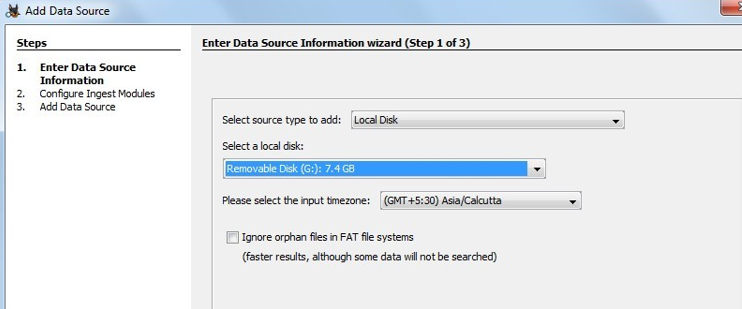 Add Data Source
Steps
1. Enter Data Source
Information
2. Configure Ingest Modules
3. Add Data Source
Enter Data Source Information wizard (Step 1 of 3)
Select source type to add: Local Disk
Select a local disk:
Removable Disk (G:): 7.4 GB
Please select the input timezone: (GMT+5:30) Asia/Calcutta
Ignore orphan files in FAT file systems
(faster results, although some data will not be searched)